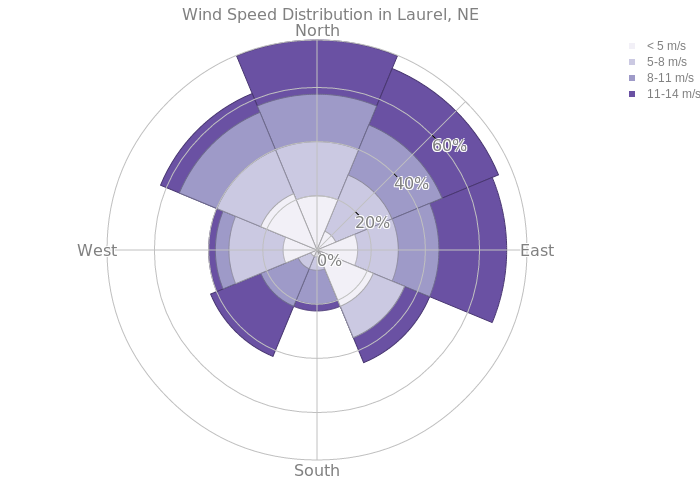 Wind Speed Distribution in Laurel, NE
North
< 5 m/s
5-8 m/s
8-11 m/s
11-14 m/s
60%
40%
20%
West
0%
East
South